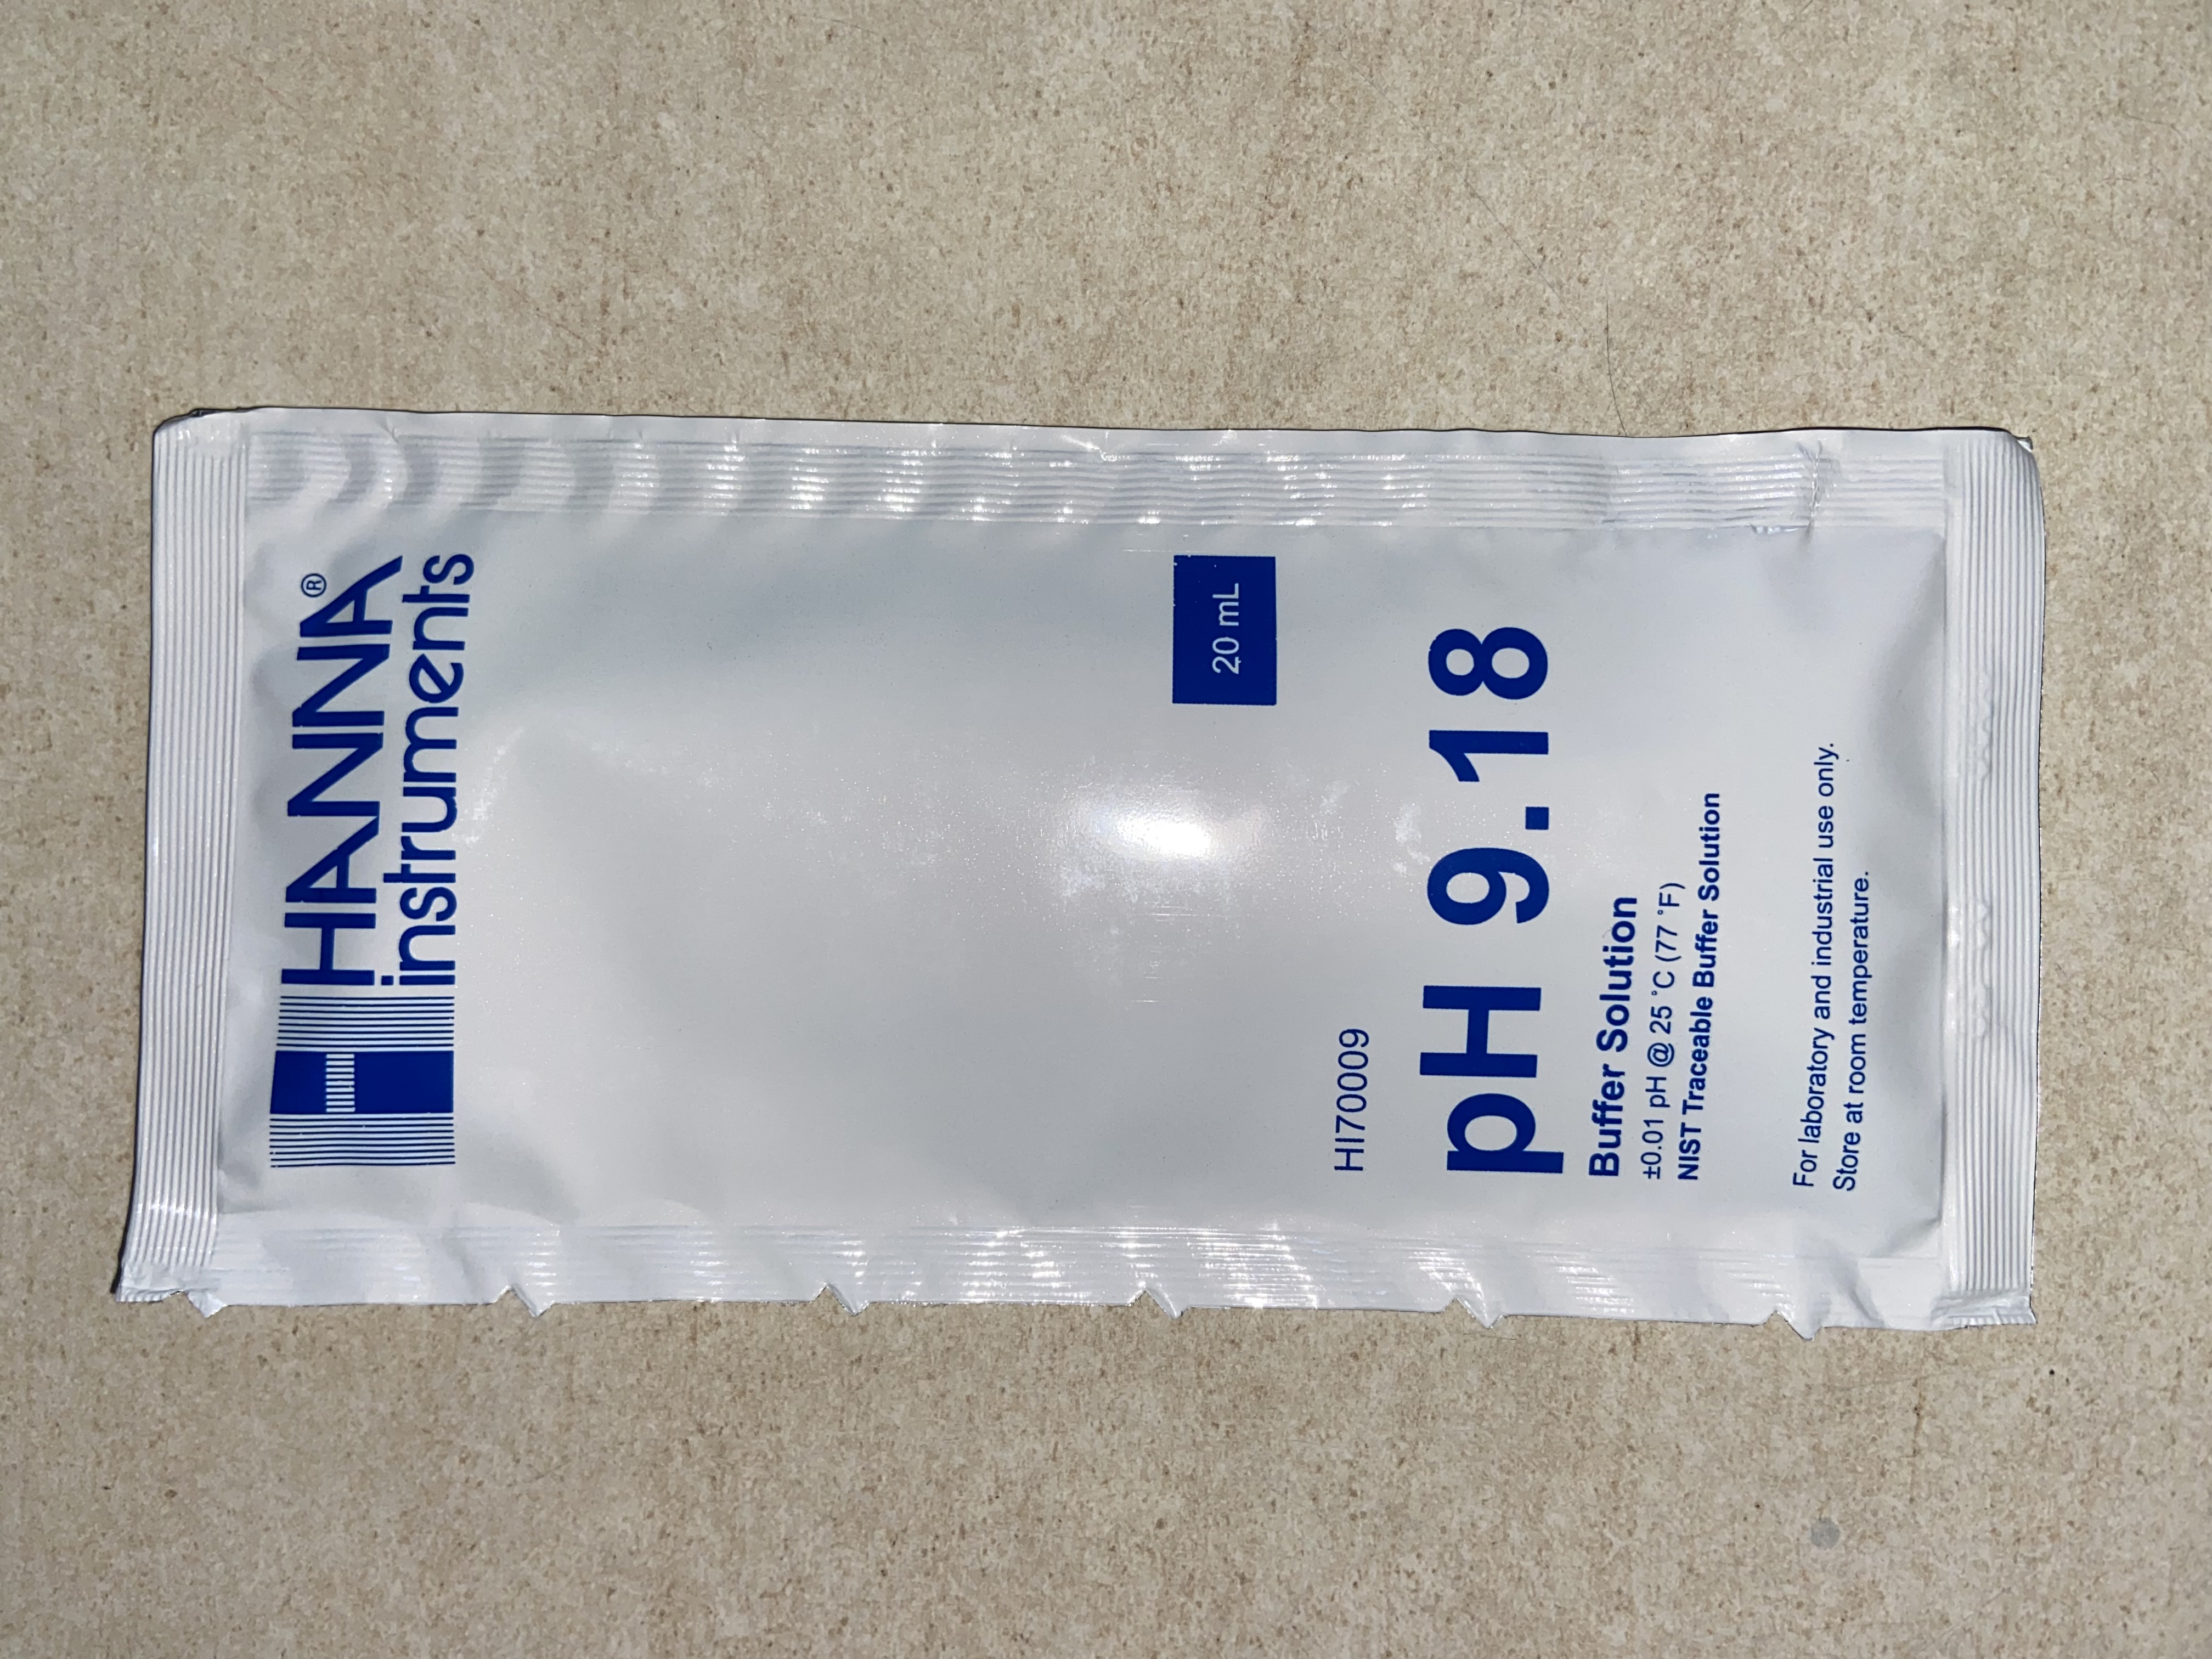 HANNA®
instruments
20 mL
HI70009
pH 9.18
Buffer Solution
±0.01 pH @ 25 ˚C (77 ˚F)
NIST Traceable Buffer Solution
For laboratory and industrial use only.
Store at room temperature.